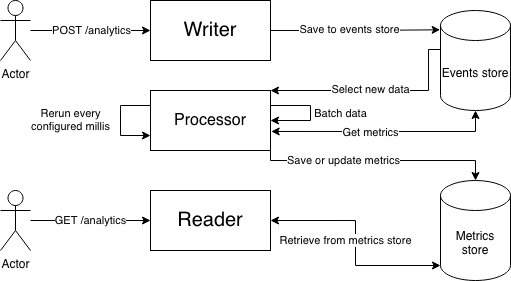 POST /analytics
Writer
Save to events store
Actor
Events store
Select new data
Rerun every
configured millis
Processor
Batch data
Get metrics
Save or update metrics
GET /analytics
Reader
Retrieve from metrics store
Metrics
store
Actor